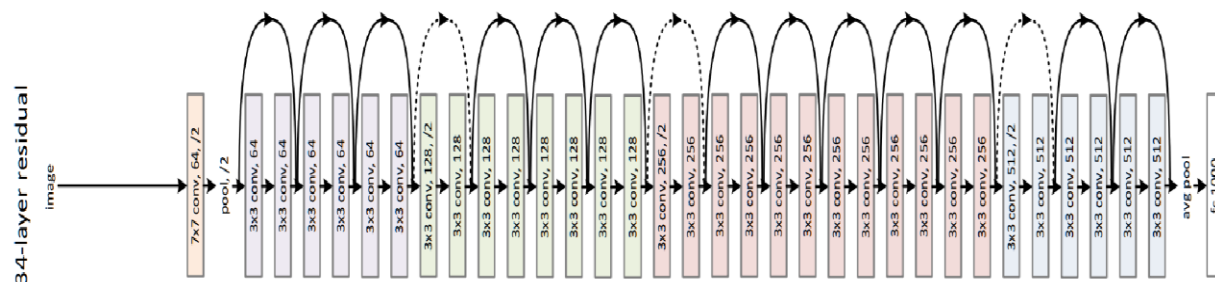 34-layer residual
image
7x7 conv, 64, /2
pool, /2
3x3 conv, 64
3x3 conv, 64
3x3 conv, 64
3x3 conv, 64
3x3 conv, 64
3x3 conv, 64
3x3 conv, 128, /2
3x3 conv, 128
3x3 conv, 128
3x3 conv, 128
3x3 conv, 128
3x3 conv, 128
3x3 conv, 128
3x3 conv, 128
3x3 conv, 256, /2
3x3 conv, 256
3x3 conv, 256
3x3 conv, 256
3x3 conv, 256
3x3 conv, 256
3x3 conv, 256
3x3 conv, 256
3x3 conv, 256
3x3 conv, 256
3x3 conv, 256
3x3 conv, 256
3x3 conv, 512, /2
3x3 conv, 512
3x3 conv, 512
3x3 conv, 512
3x3 conv, 512
3x3 conv, 512
avg pool